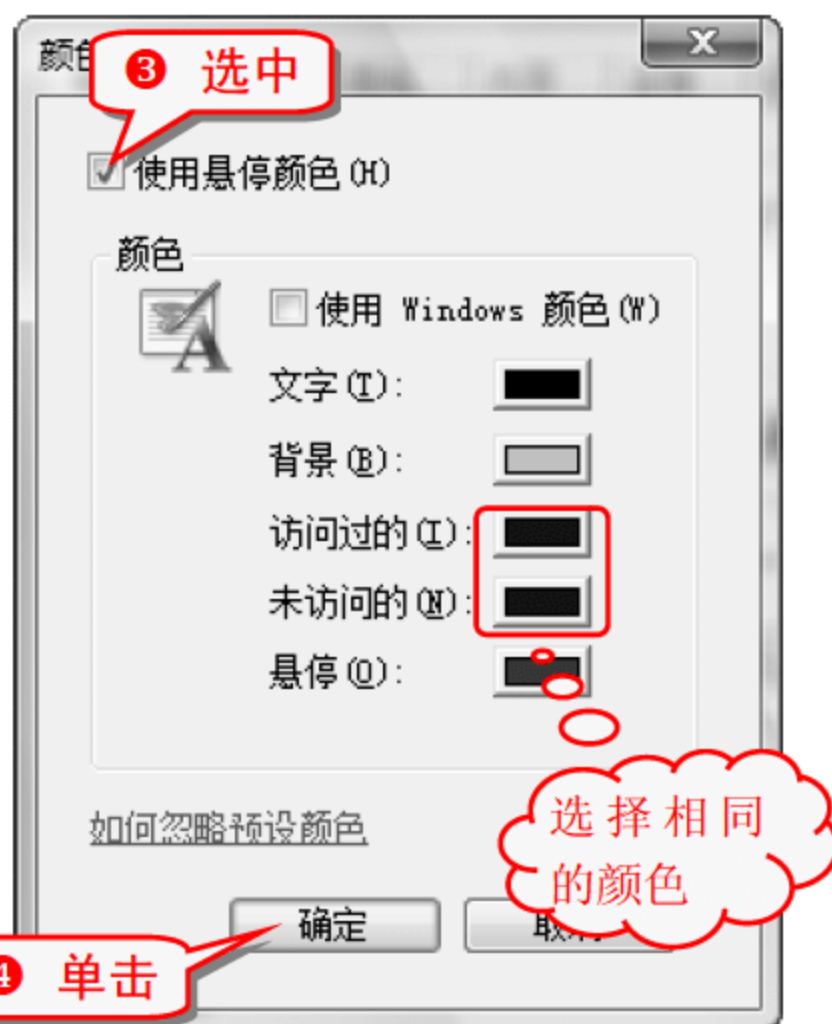 颜色
❸ 选中
使用悬停颜色(H)
颜色
使用 Windows 颜色(W)
文字(T):
背景(B):
访问过的(I):
未访问的(N):
悬停(O):
如何忽略预设颜色
选择相同
的颜色
确定
取消
❹ 单击